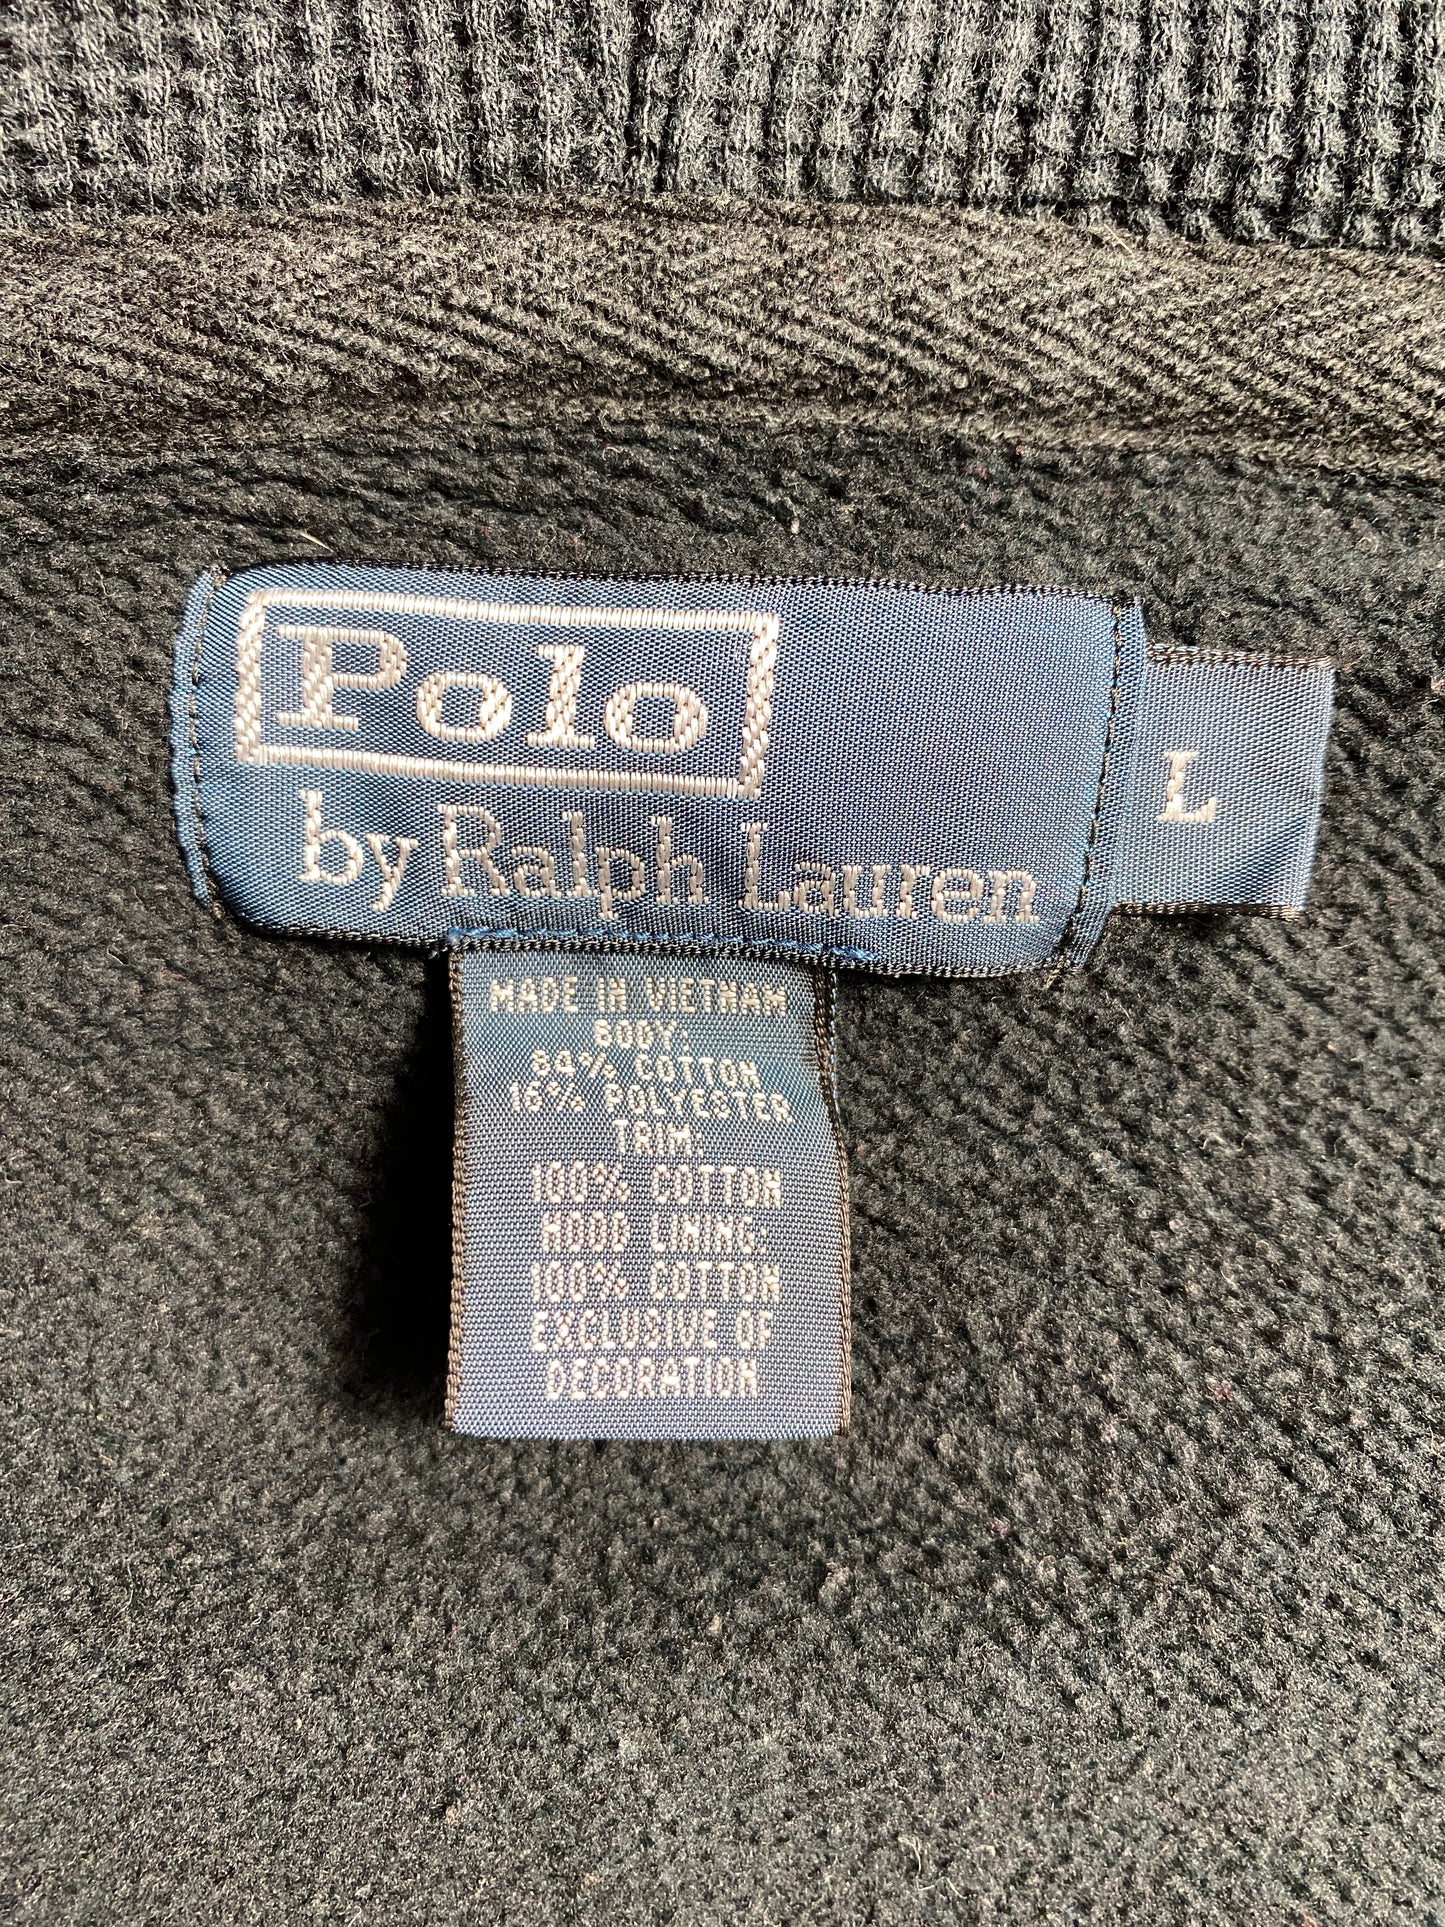 Polo
by Ralph Lauren
L
MADE IN VIETNAM
BODY:
84% COTTON
16% POLYESTER
TRIM:
100% COTTON
HOOD LINING:
100% COTTON
EXCLUSIVE OF
DECORATION